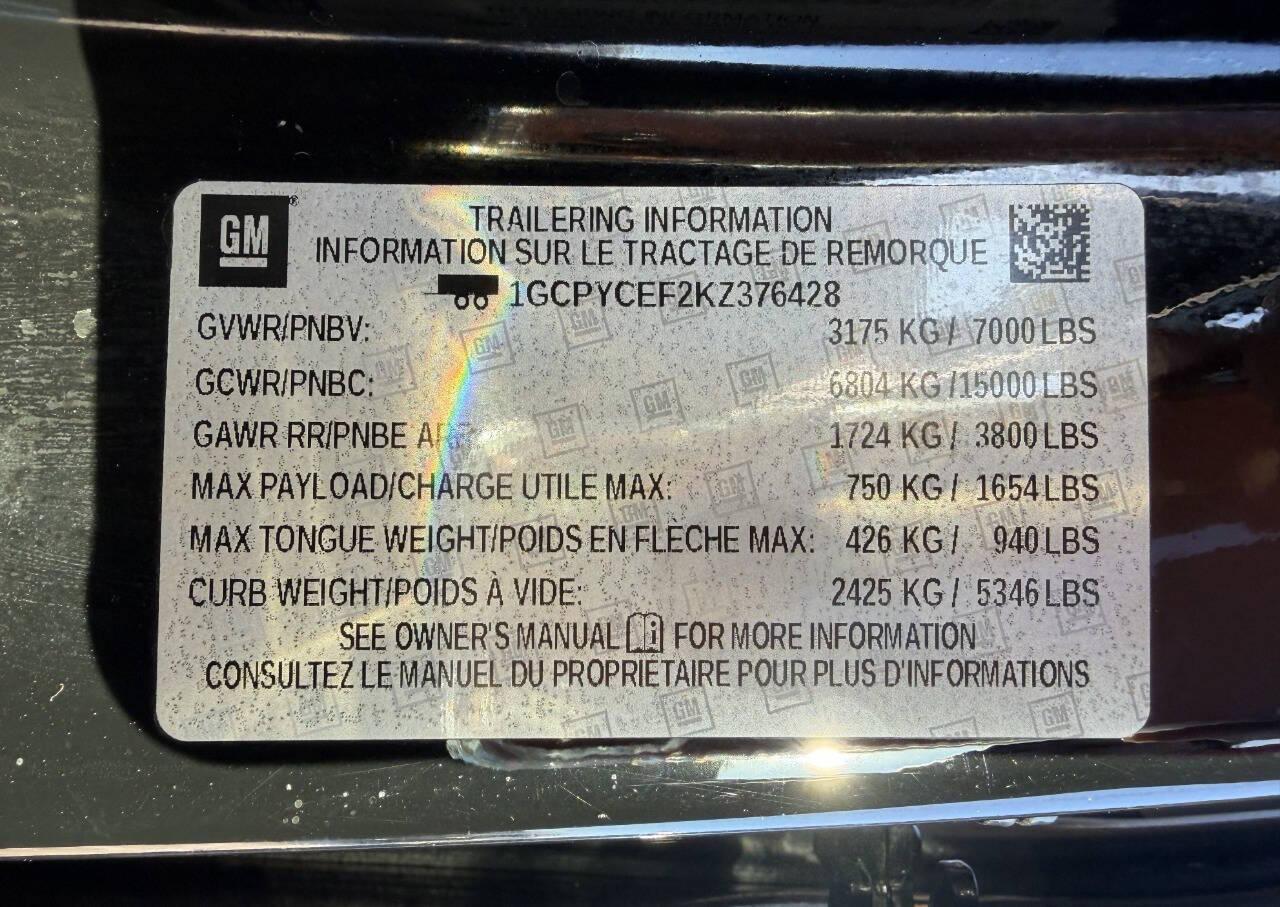 GM
TRAILERING INFORMATION
INFORMATION SUR LE TRACTAGE DE REMORQUE
1GCPYCEF2KZ376428
GVWR/PNBV: 3175 KG / 7000 LBS
GCWR/PNBC: 6804 KG /15000 LBS
GAWR RR/PNBE 1724 KG / 3800 LBS
MAX PAYLOAD/CHARGE UTILE MAX: 750 KG / 1654 LBS
MAX TONGUE WEIGHT/POIDS EN FLÈCHE MAX: 426 KG / 940 LBS
CURB WEIGHT/POIDS À VIDE: 2425 KG / 5346 LBS
SEE OWNER'S MANUAL FOR MORE INFORMATION
CONSULTEZ LE MANUEL DU PROPRIÉTAIRE POUR PLUS D'INFORMATIONS